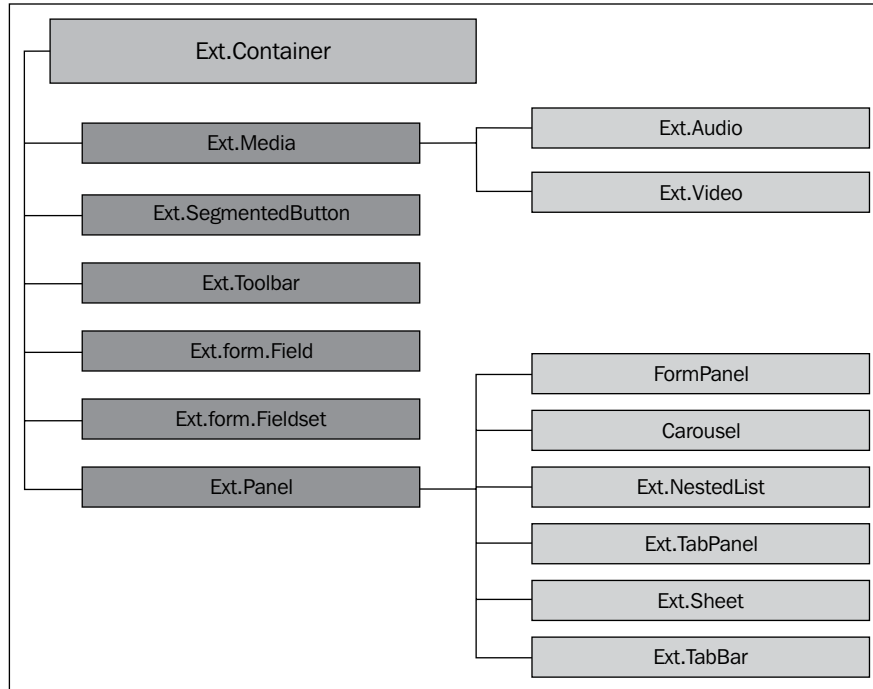 Ext.Container
Ext.Media
Ext.Audio
Ext.Video
Ext.SegmentedButton
Ext.Toolbar
Ext.form.Field
Ext.form.Fieldset
Ext.Panel
FormPanel
Carousel
Ext.NestedList
Ext.TabPanel
Ext.Sheet
Ext.TabBar